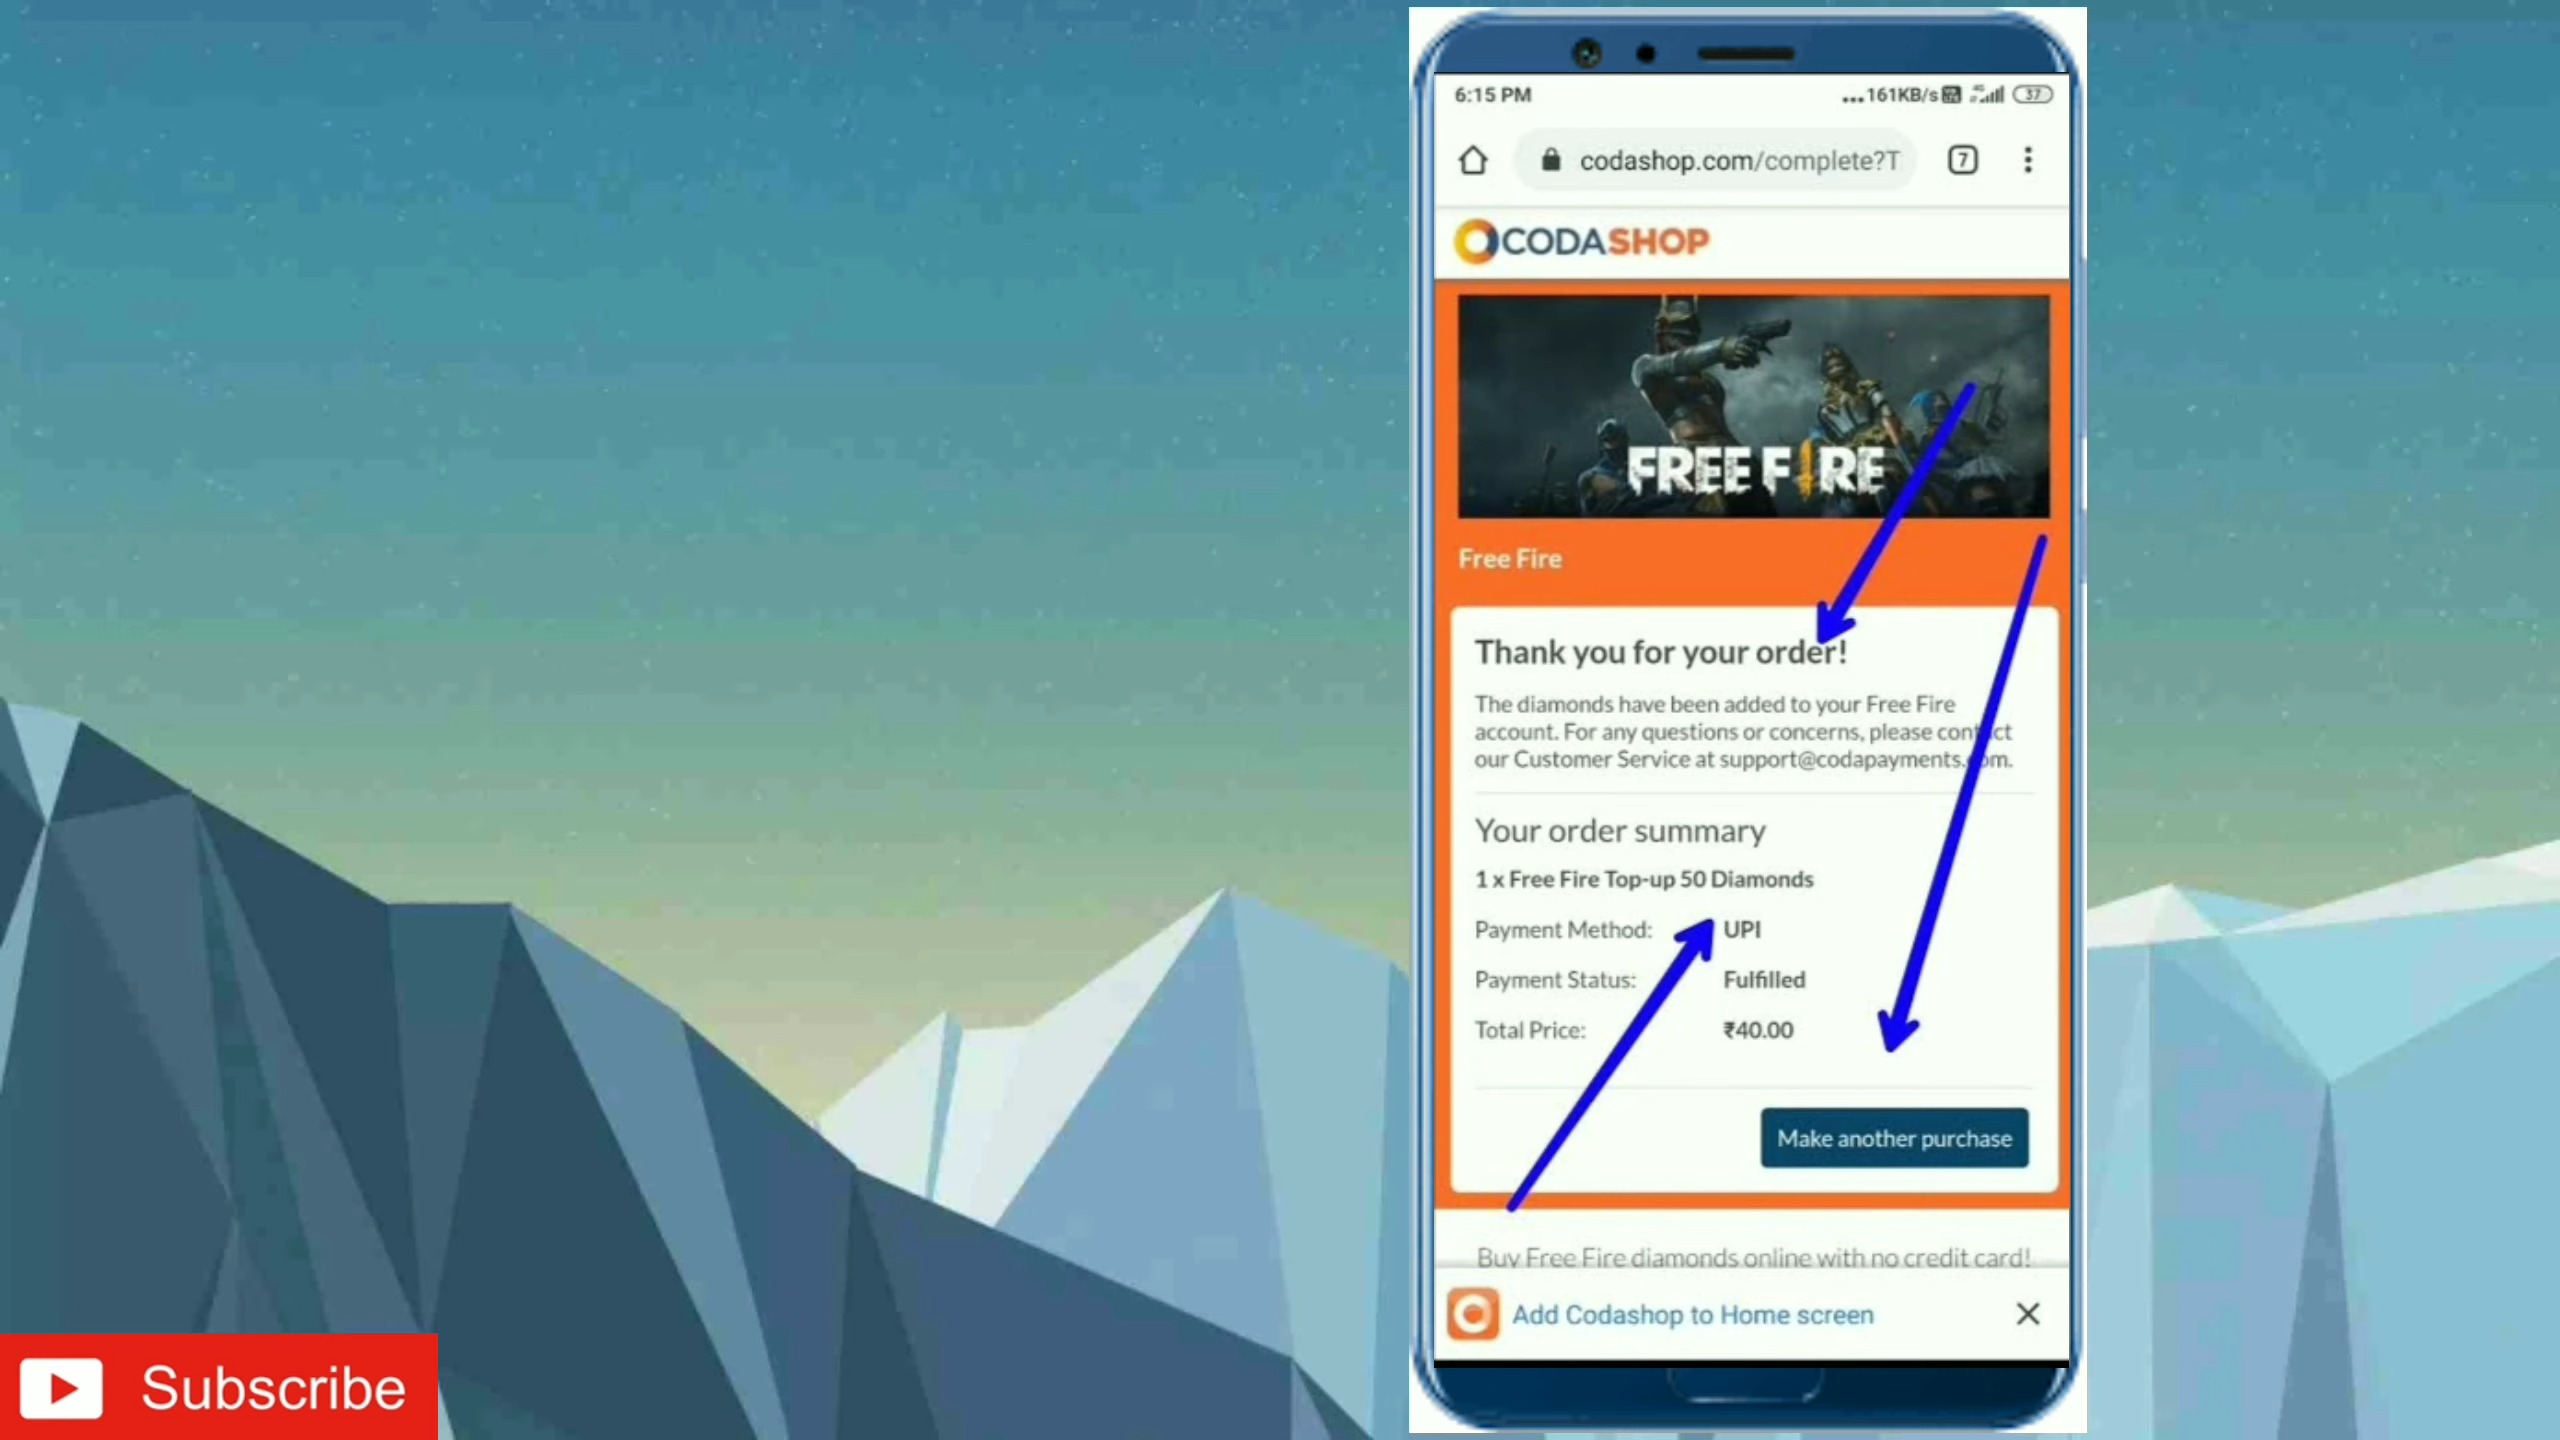 6:15 PM
...161KB/s
37
codashop.com/complete?T
7
CODASHOP
FREE FIRE
Free Fire
Thank you for your order!
The diamonds have been added to your Free Fire
account. For any questions or concerns, please contact
our Customer Service at support@codapayments.com.
Your order summary
1 x Free Fire Top-up 50 Diamonds
Payment Method: UPI
Payment Status: Fulfilled
Total Price: ₹40.00
Make another purchase
Buy Free Fire diamonds online with no credit card!
Add Codashop to Home screen
Subscribe